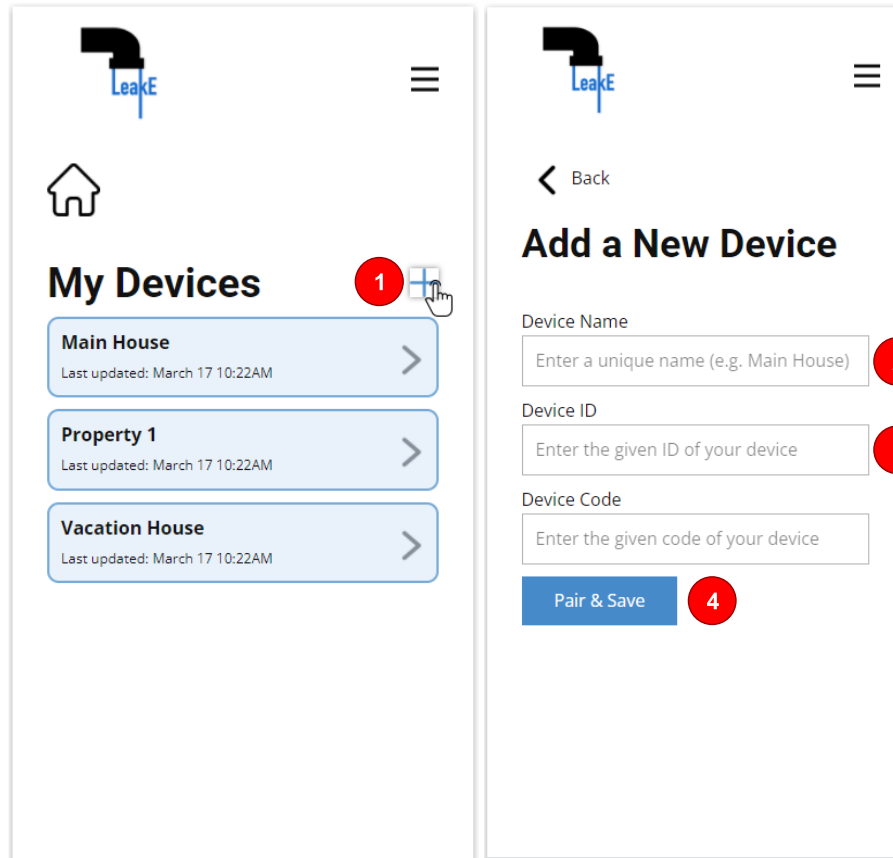 LeakE
My Devices
1
Main House
Last updated: March 17 10:22AM
Property 1
Last updated: March 17 10:22AM
Vacation House
Last updated: March 17 10:22AM
LeakE
Back
Add a New Device
Device Name
Enter a unique name (e.g. Main House)
Device ID
Enter the given ID of your device
Device Code
Enter the given code of your device
Pair & Save
4